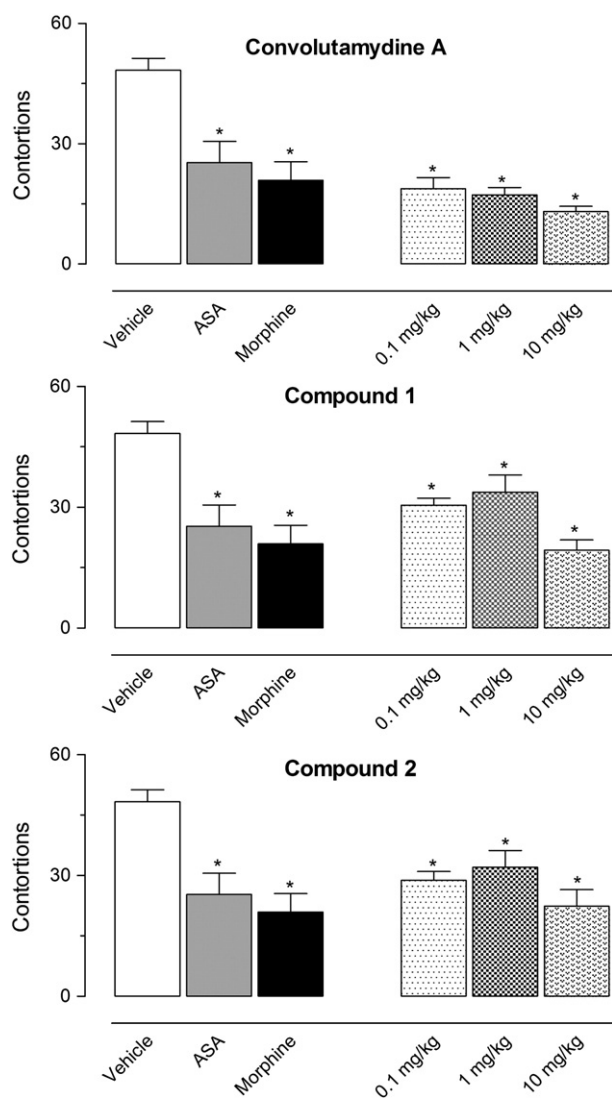 Convolutamydine A
Contortions
60
30
0
* * * * *
Vehicle ASA Morphine 0.1 mg/kg 1 mg/kg 10 mg/kg
Compound 1
Contortions
60
30
0
* * * * *
Vehicle ASA Morphine 0.1 mg/kg 1 mg/kg 10 mg/kg
Compound 2
Contortions
60
30
0
* * * * *
Vehicle ASA Morphine 0.1 mg/kg 1 mg/kg 10 mg/kg